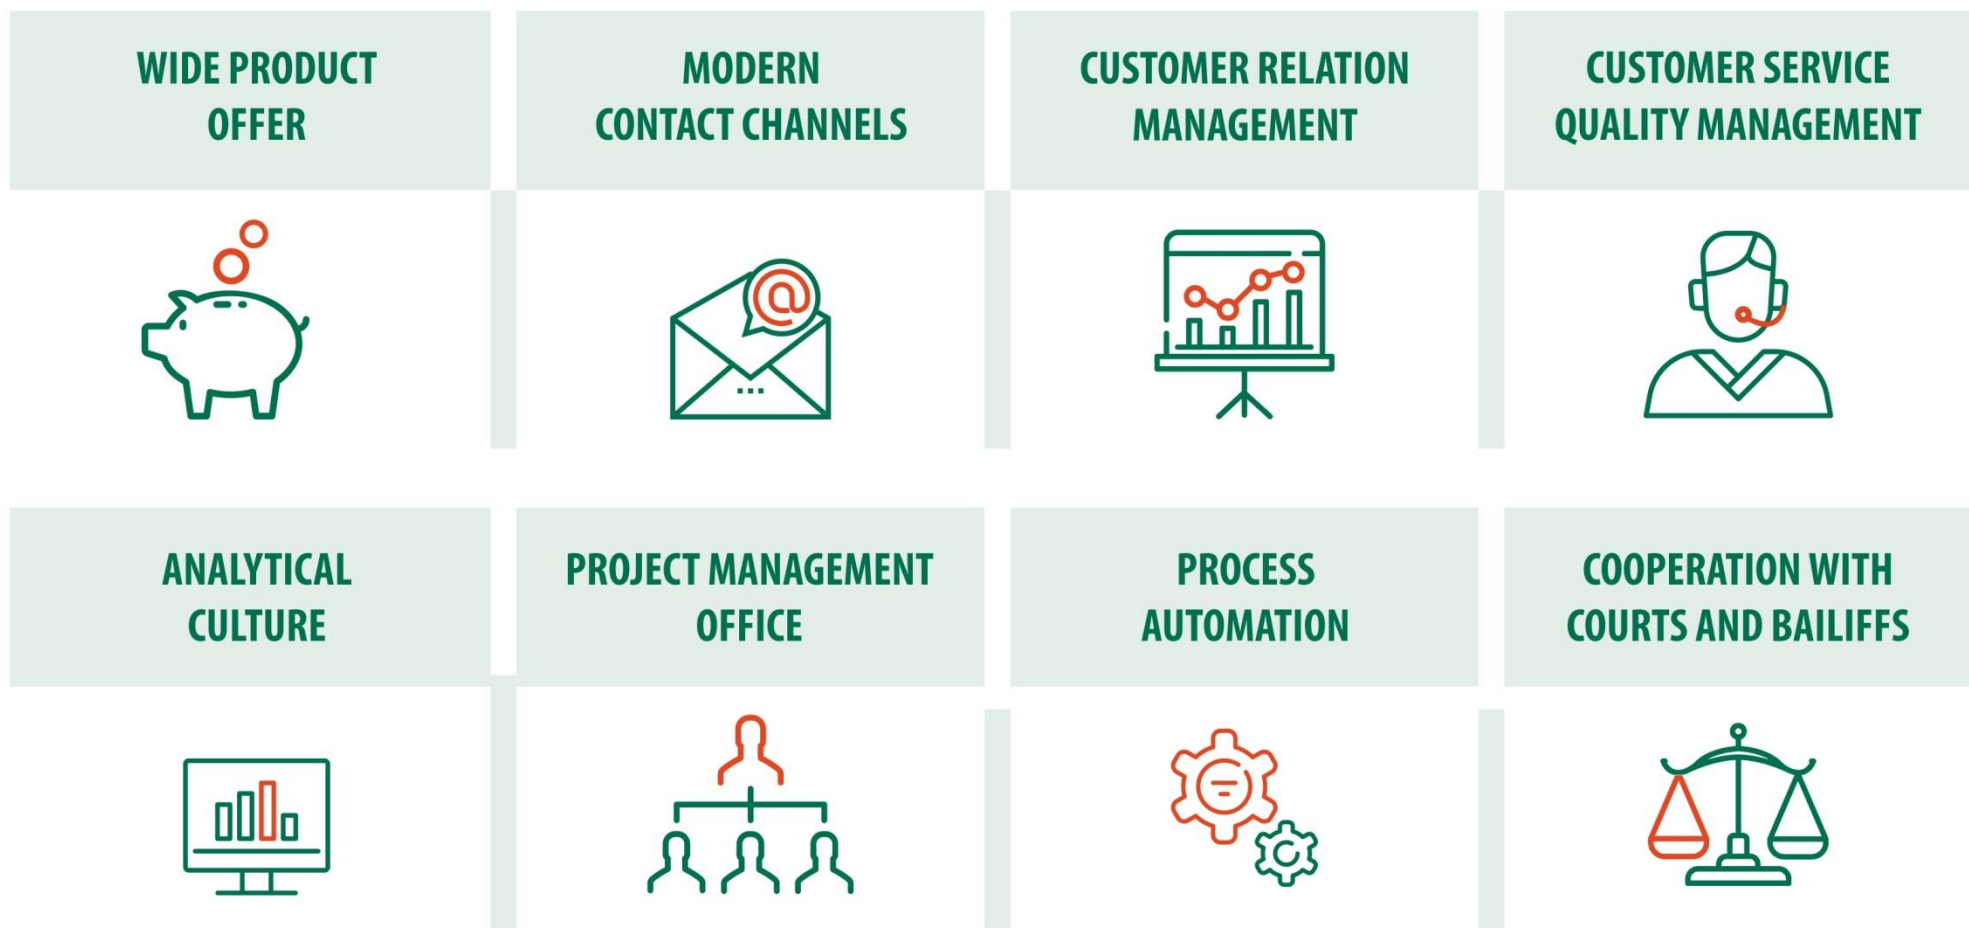 WIDE PRODUCT
OFFER
MODERN
CONTACT CHANNELS
CUSTOMER RELATION
MANAGEMENT
CUSTOMER SERVICE
QUALITY MANAGEMENT
ANALYTICAL
CULTURE
PROJECT MANAGEMENT
OFFICE
PROCESS
AUTOMATION
COOPERATION WITH
COURTS AND BAILIFFS